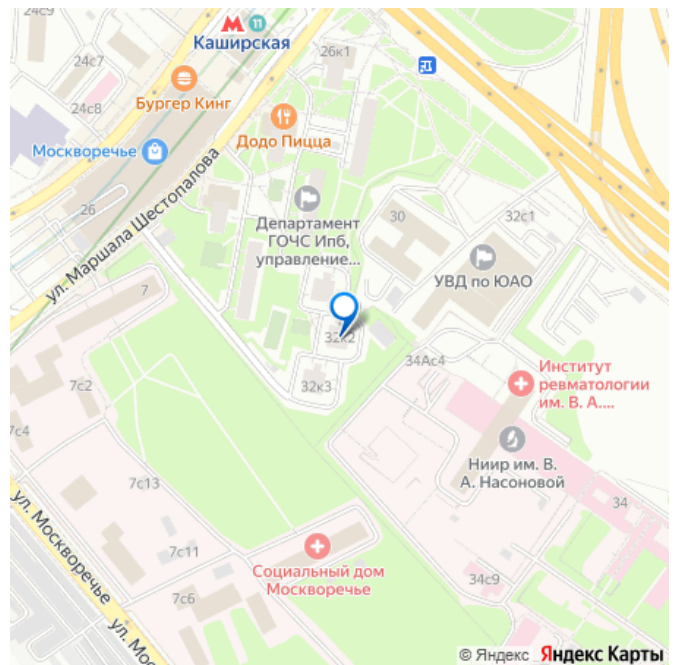 24с9
11
Каширская
24с7
26к1
Бургер Кинг
24с8
Додо Пицца
Москворечье
26
ул. Маршала Шестопалова
Департамент
ГОЧС Ипб,
управление...
30
32с1
УВД по ЮАО
7
32к2
34Ас4
7с2
32к3
Институт
ревматологии
им. В. А....
7с4
Ниир им. В.
А. Насоновой
7с13
34
ул. Москворечье
7с11
Социальный дом
Москворечье
34с9
7с6
ул. Мос
© Яндекс Яндекс Карты